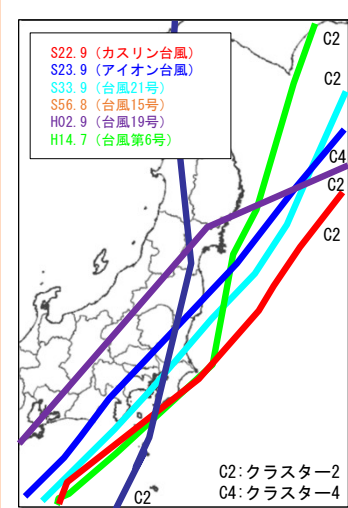 S22.9 (カスリン台風)
S23.9 (アイオン台風)
S33.9 (台風21号)
S56.8 (台風15号)
H02.9 (台風19号)
H14.7 (台風第6号)
C2
C2
C4
C2
C2
C2
C2:クラスター2
C4:クラスター4